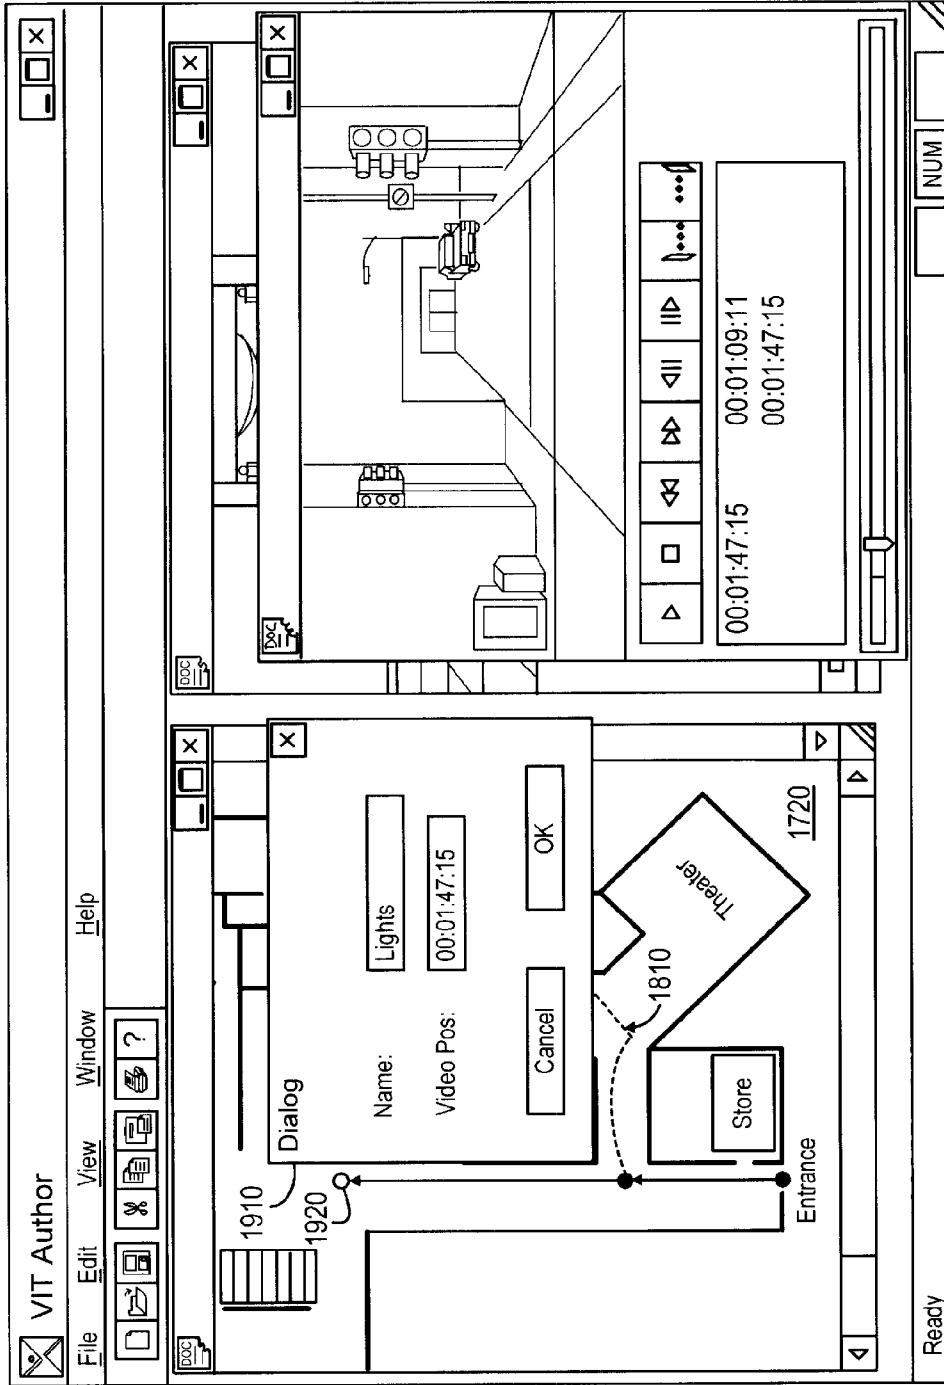 VIT Author
File Edit View Window Help
?
DOC
DOC
DOC
1910
Dialog
Name: Lights
Video Pos: 00:01:47:15
Cancel OK
1920
1810
Theater
Store
Entrance
1720
00:01:47:15 00:01:09:11
00:01:47:15
Ready
NUM